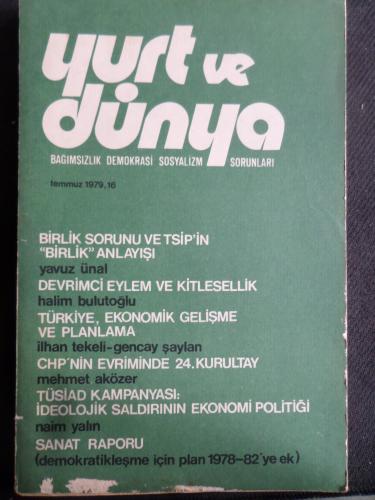 yurt ve
dünya
BAĞIMSIZLIK DEMOKRASİ SOSYALİZM SORUNLARI
temmuz 1979,16
BİRLİK SORUNU VE TSİP'İN
"BİRLİK" ANLAYIŞI
yavuz ünal
DEVRİMCİ EYLEM VE KİTLESELLİK
halim bulutoğlu
TÜRKİYE, EKONOMİK GELİŞME
VE PLANLAMA
ilhan tekeli-gencay şaylan
CHP'NİN EVRİMİNDE 24.KURULTAY
mehmet aközer
TÜSİAD KAMPANYASI:
İDEOLOJİK SALDIRININ EKONOMİ POLİTİĞİ
naim yalın
SANAT RAPORU
(demokratikleşme için plan 1978-82'ye ek)